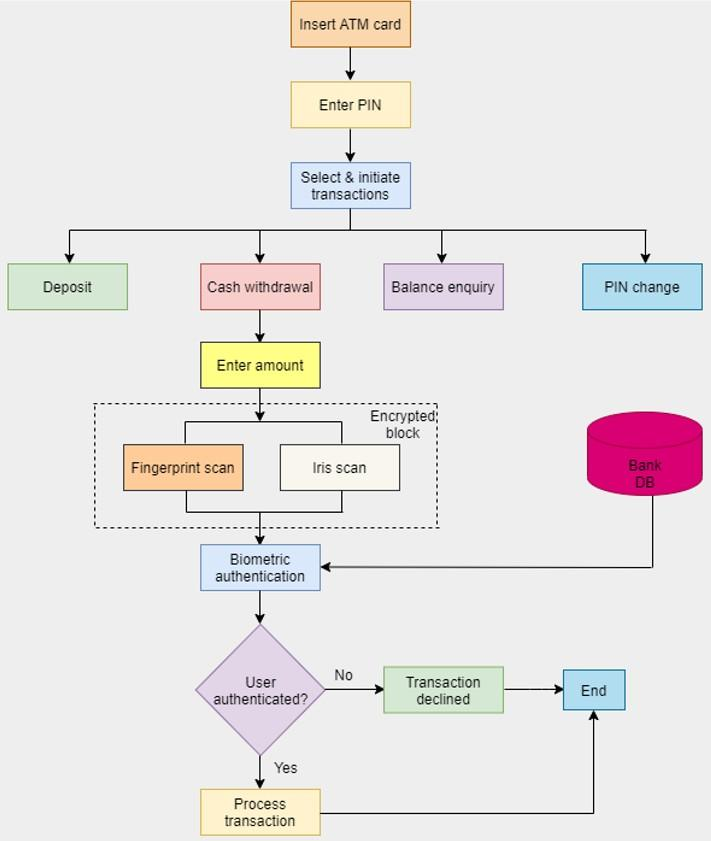 Insert ATM card
Enter PIN
Select & initiate
transactions
Deposit
Cash withdrawal
Balance enquiry
PIN change
Enter amount
Encrypted
block
Fingerprint scan
Iris scan
Bank
DB
Biometric
authentication
User
authenticated?
No
Transaction
declined
End
Yes
Process
transaction